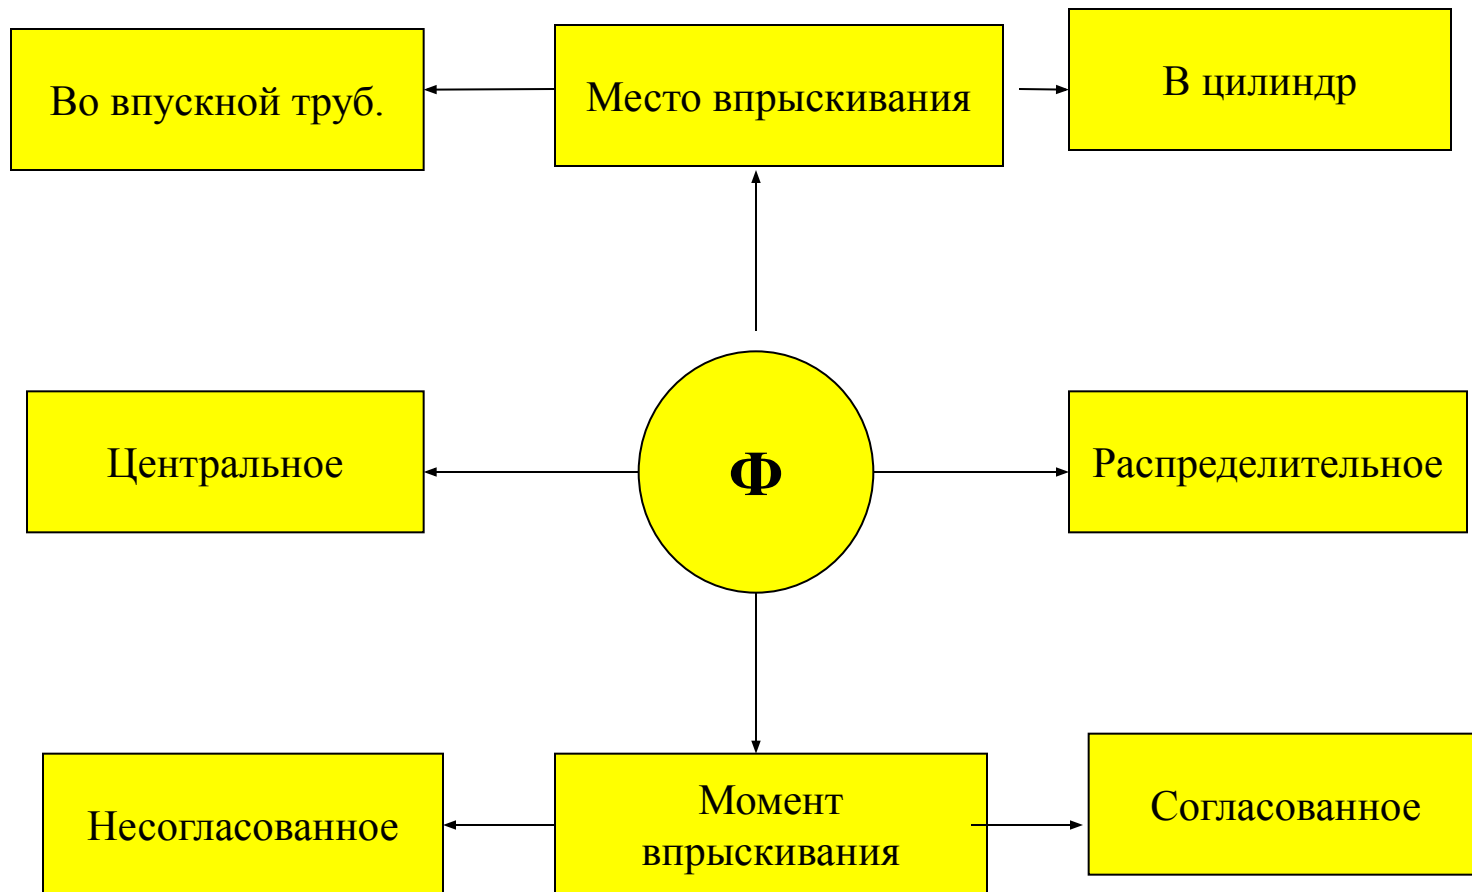 Во впускной труб.
Место впрыскивания
В цилиндр
Центральное
Ф
Распределительное
Несогласованное
Момент
впрыскивания
Согласованное